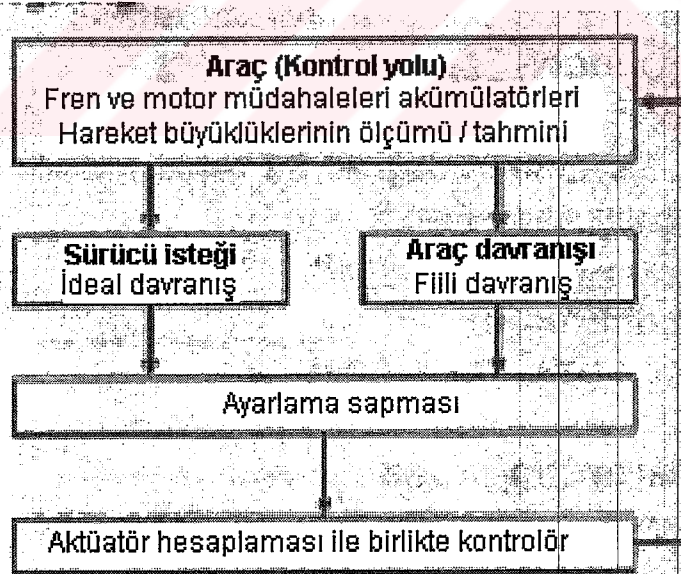 Araç (Kontrol yolu)
Fren ve motor müdahaleleri akümülatörleri
Hareket büyüklüklerinin ölçümü / tahmini
Sürücü isteği
İdeal davranış
Araç davranışı
Fiili davranış
Ayarlama sapması
Aktüatör hesaplaması ile birlikte kontrolör